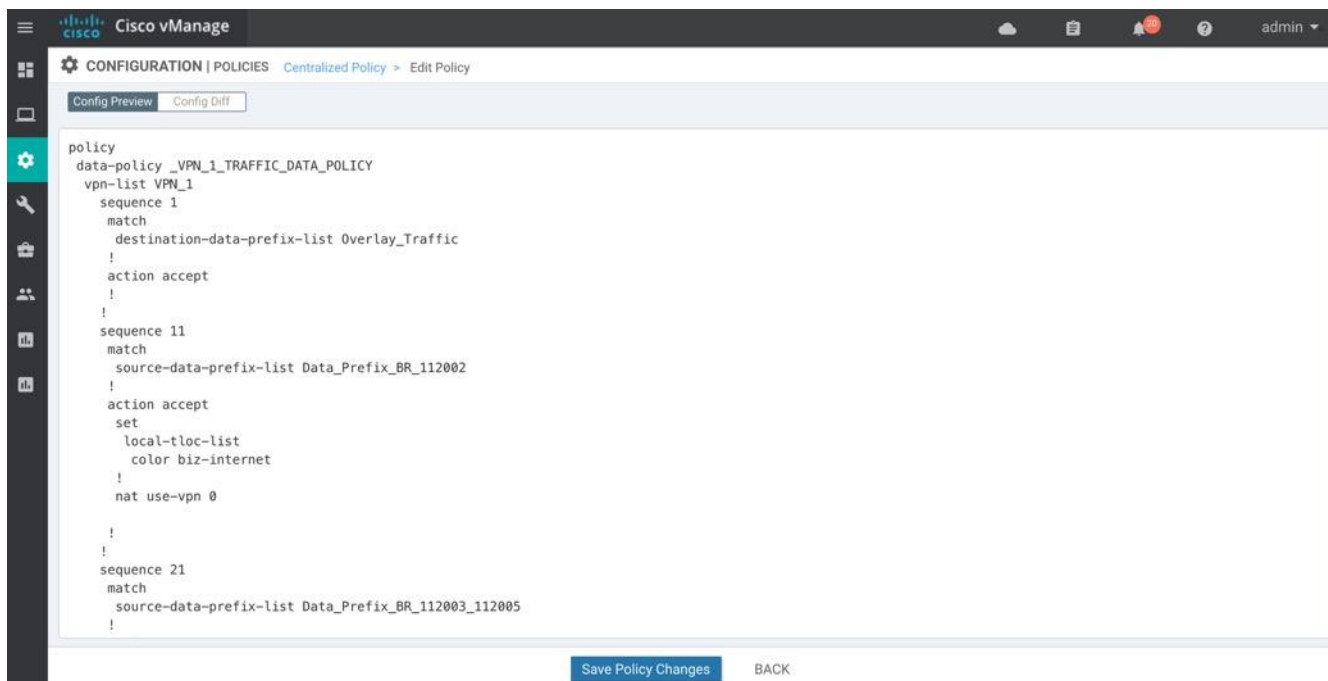 CISCO Cisco vManage 20 admin
CONFIGURATION | POLICIES Centralized Policy > Edit Policy
Config Preview Config Diff
policy
data-policy _VPN_1_TRAFFIC_DATA_POLICY
vpn-list VPN_1
sequence 1
match
destination-data-prefix-list Overlay_Traffic
!
action accept
!
!
sequence 11
match
source-data-prefix-list Data_Prefix_BR_112002
!
action accept
set
local-tloc-list
color biz-internet
!
nat use-vpn 0
!
!
sequence 21
match
source-data-prefix-list Data_Prefix_BR_112003_112005
!
Save Policy Changes BACK